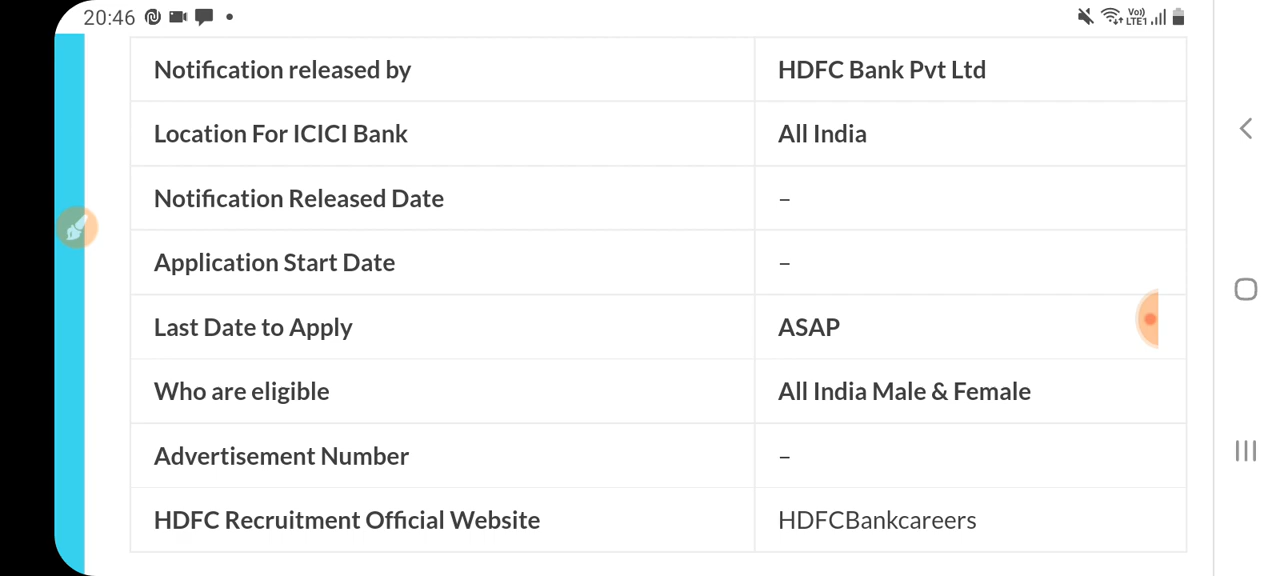 20:46 Vo) LTE1
Notification released by HDFC Bank Pvt Ltd
Location For ICICI Bank All India
Notification Released Date –
Application Start Date –
Last Date to Apply ASAP
Who are eligible All India Male & Female
Advertisement Number –
HDFC Recruitment Official Website HDFCBankcareers